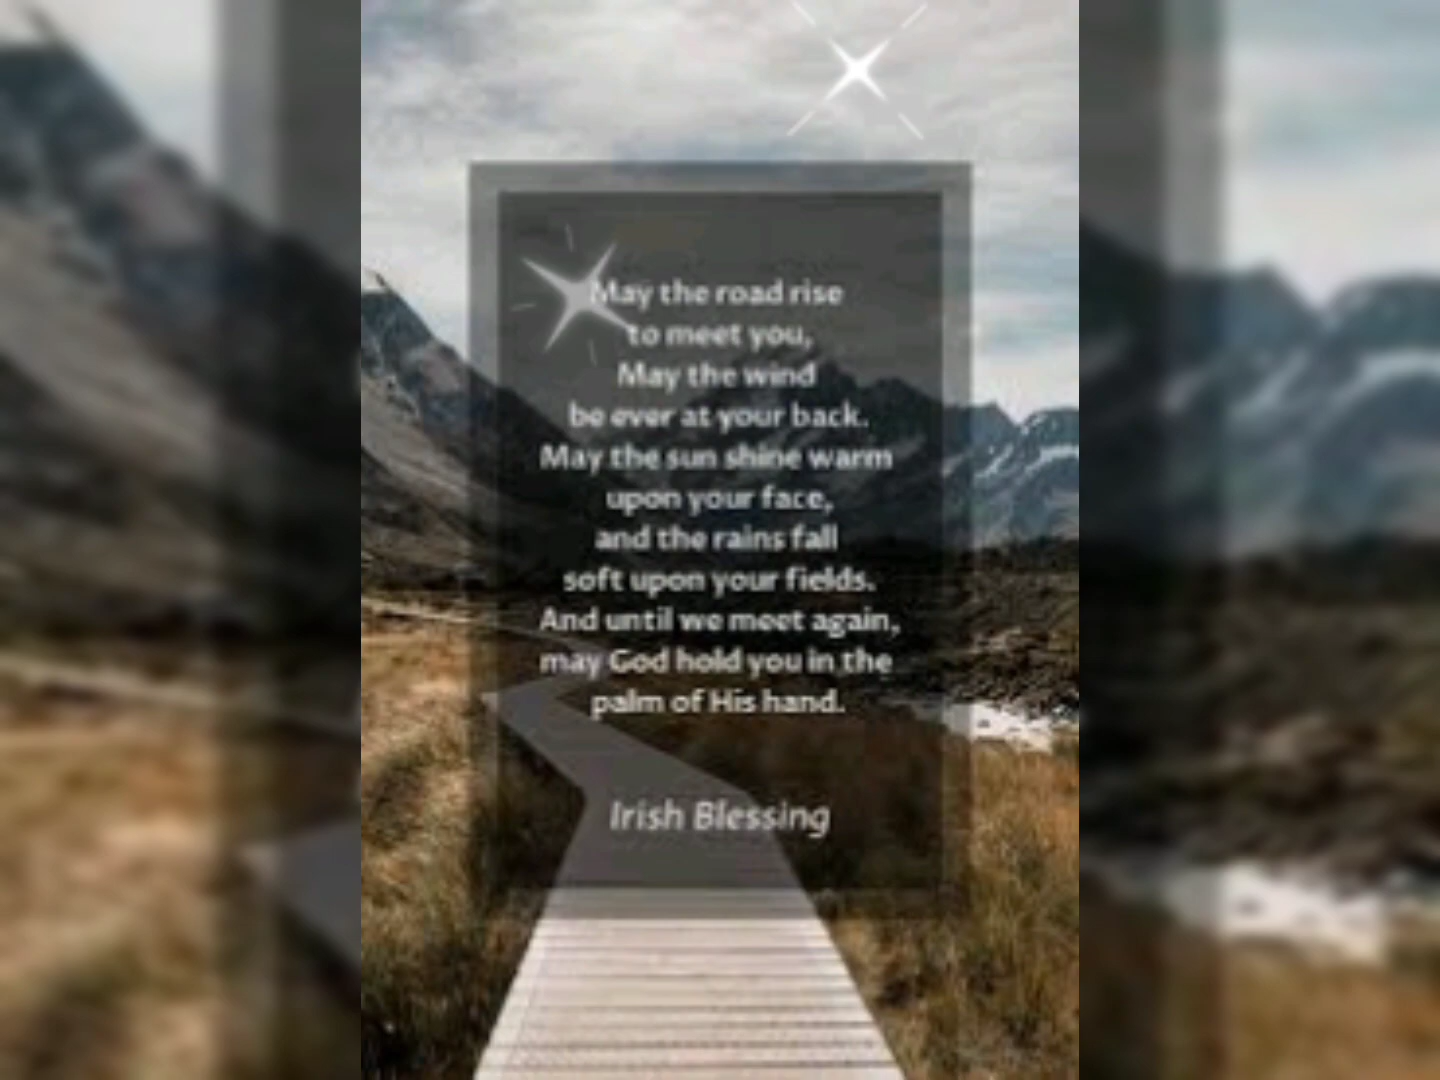 May the road rise
to meet you,
May the wind
be ever at your back.
May the sun shine warm
upon your face,
and the rains fall
soft upon your fields.
And until we meet again,
may God hold you in the
palm of His hand.
Irish Blessing